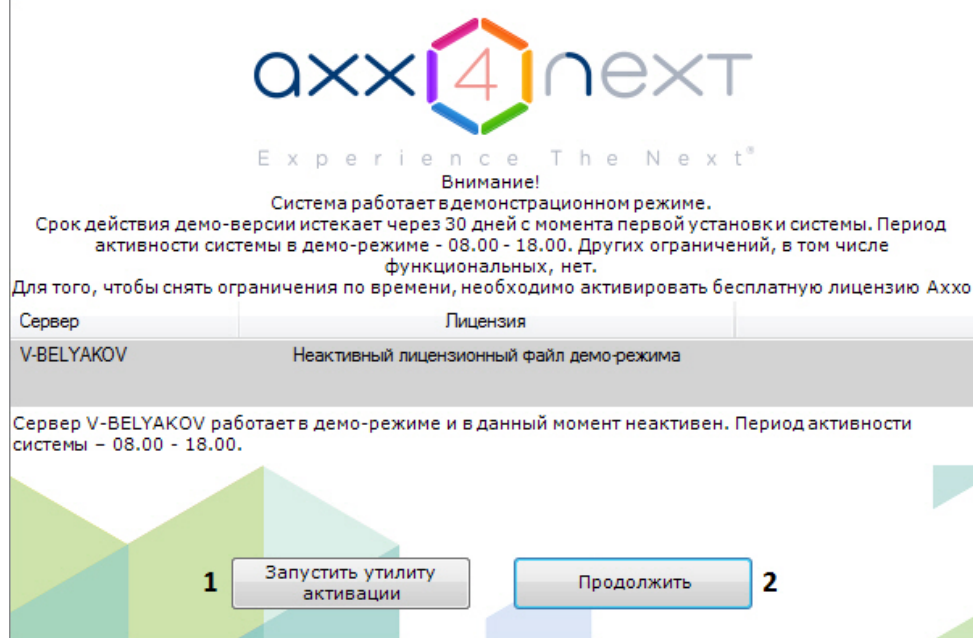 axx4next
Experience The Next®
Внимание!
Система работает в демонстрационном режиме.
Срок действия демо-версии истекает через 30 дней с момента первой установки системы. Период
активности системы в демо-режиме - 08.00 - 18.00. Других ограничений, в том числе
функциональных, нет.
Для того, чтобы снять ограничения по времени, необходимо активировать бесплатную лицензию Axxo
Сервер Лицензия
V-BELYAKOV Неактивный лицензионный файл демо-режима
Сервер V-BELYAKOV работает в демо-режиме и в данный момент неактивен. Период активности
системы – 08.00 - 18.00.
1 Запустить утилиту
активации
Продолжить 2